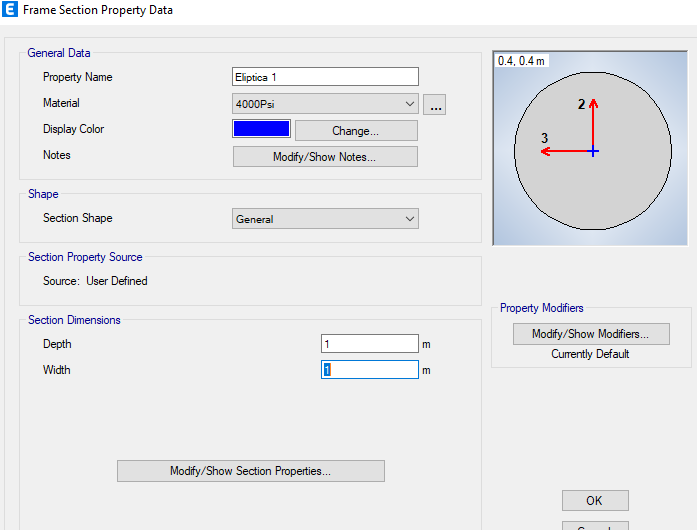 E Frame Section Property Data
General Data
Property Name Eliptica 1
Material 4000Psi ...
Display Color Change...
Notes Modify/Show Notes...
Shape
Section Shape General
Section Property Source
Source: User Defined
Section Dimensions
Depth 1 m
Width 1 m
Modify/Show Section Properties...
0.4, 0.4 m
2
3
Property Modifiers
Modify/Show Modifiers...
Currently Default
OK